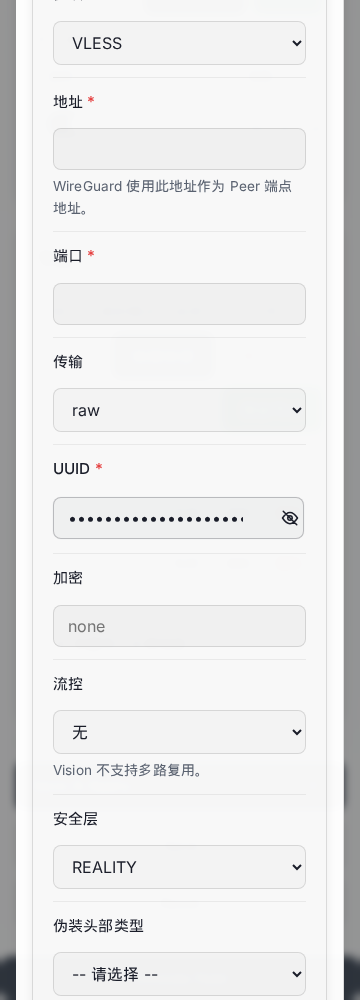 VLESS
地址 *
WireGuard 使用此地址作为 Peer 端点
地址。
端口 *
传输
raw
UUID *
••••••••••••••••••••
加密
none
流控
无
Vision 不支持多路复用。
安全层
REALITY
伪装头部类型
-- 请选择 --